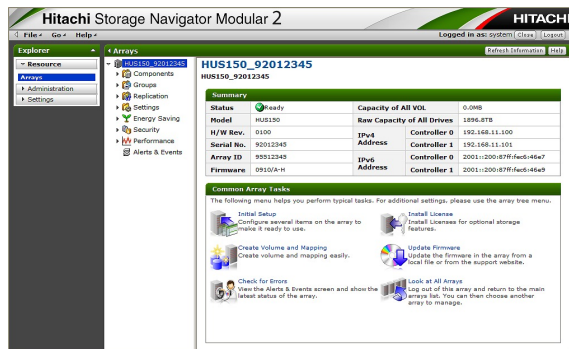 Hitachi Storage Navigator Modular 2
HITACHI
File Go Help
Logged in as: system Close Logout
Explorer
Arrays
Refresh Information Help
Resource
Arrays
Administration
Settings
HUS150_92012345
Components
Groups
Replication
Settings
Energy Saving
Security
Performance
Alerts & Events
HUS150_92012345
HUS150_92012345
Summary
Status Ready Capacity of All VOL 0.0MB
Model HUS150 Raw Capacity of All Drives 1896.8TB
H/W Rev. 0100 IPv4 Address Controller 0 192.168.11.100
Serial No. 92012345 Controller 1 192.168.11.101
Array ID IPv6 Address Controller 0 2001::200:87ff:fec6:46e7
Firmware 0910/A-H Controller 1 2001::200:87ff:fec6:46e9
Common Array Tasks
The following menu helps you perform typical tasks. For additional settings, please use the array tree menu.
Initial Setup
Configure several items on the array to
make it ready to use.
Install License
Install Licenses for optional storage
features.
Create Volume and Mapping
Create volume and mapping easily.
Update Firmware
Update the firmware in the array from a
local file or from the support website.
Check for Errors
View the Alerts & Events screen and show the
latest status of the array.
Look at All Arrays
Log out of this array and return to the main
arrays list. You can then choose another
array to manage.